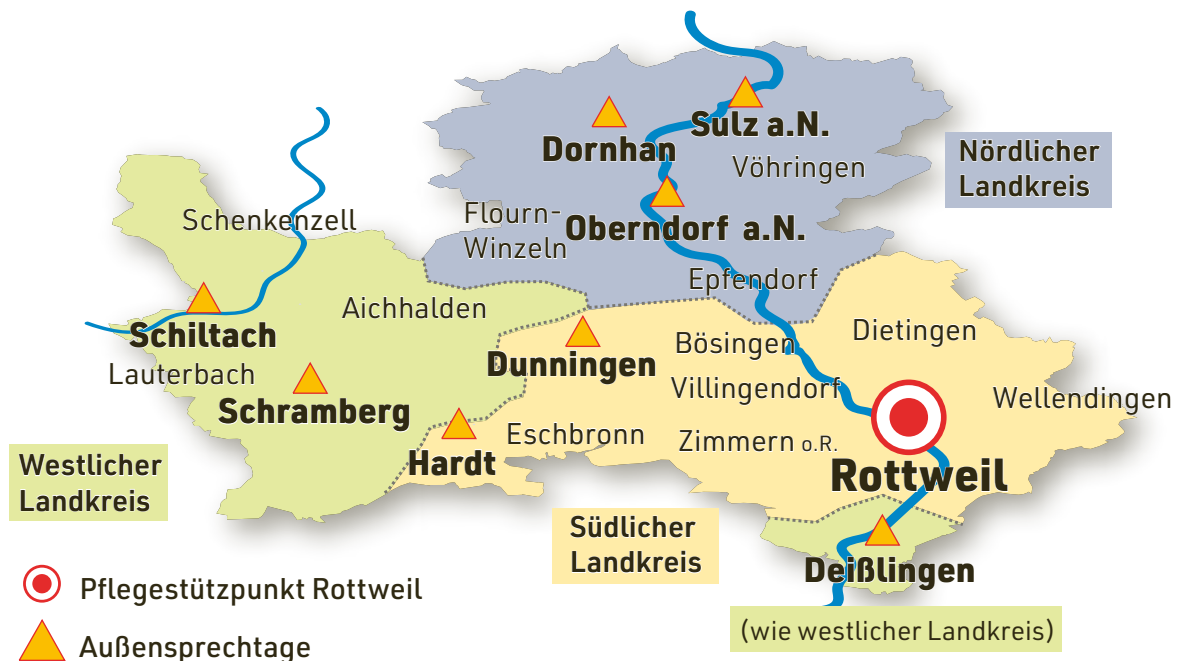 Sulz a.N.
Dornhan
Vöhringen
Nördlicher
Landkreis
Schenkenzell
Flourn-
Winzeln
Oberndorf a.N.
Epfendorf
Aichhalden
Schiltach
Lauterbach
Schramberg
Dunningen
Bösingen
Dietingen
Villingendorf
Wellendingen
Eschbronn
Zimmern o.R.
Hardt
Rottweil
Westlicher
Landkreis
Südlicher
Landkreis
Deißlingen
(wie westlicher Landkreis)
Pflegestützpunkt Rottweil
Außensprechtage